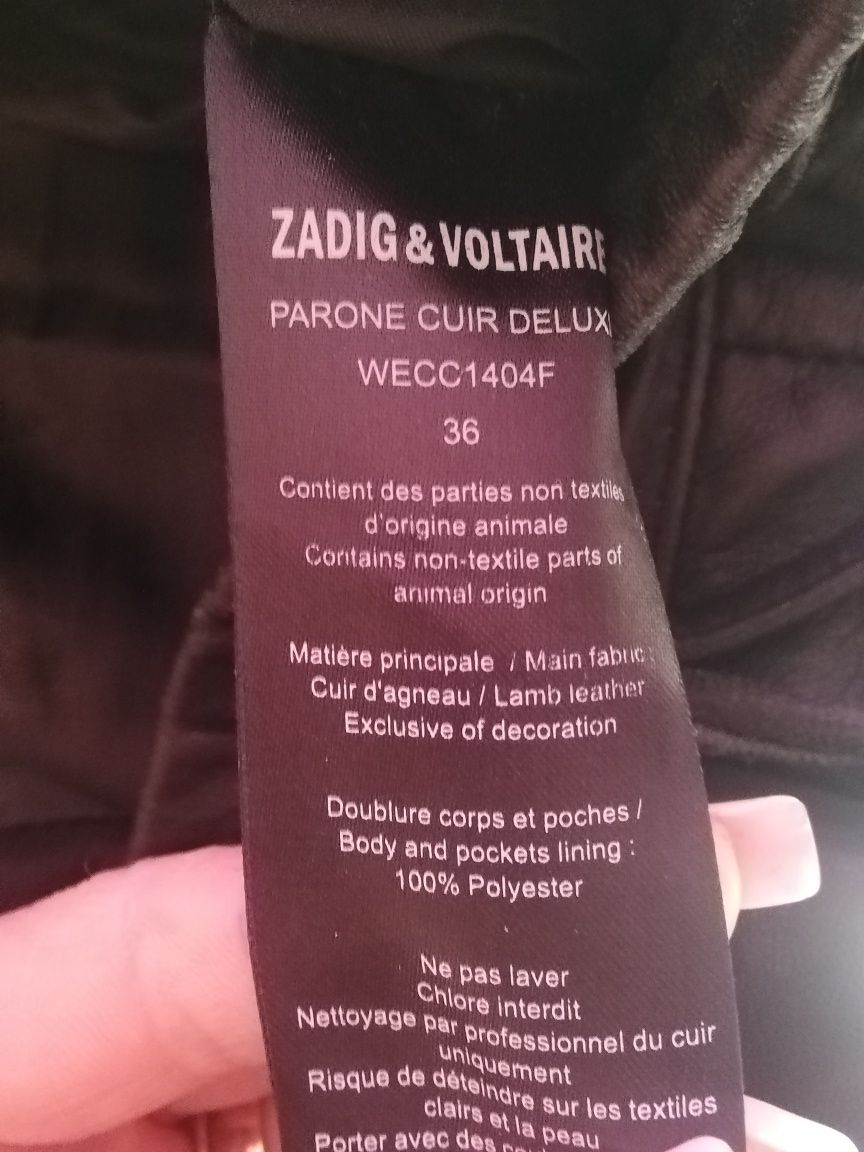 ZADIG & VOLTAIRE
PARONE CUIR DELUX
WECC1404F
36
Contient des parties non textiles
d'origine animale
Contains non-textile parts of
animal origin
Matière principale / Main fabric :
Cuir d'agneau / Lamb leather
Exclusive of decoration
Doublure corps et poches /
Body and pockets lining :
100% Polyester
Ne pas laver
Chlore interdit
Nettoyage par professionnel du cuir
uniquement
Risque de déteindre sur les textiles
clairs et la peau
Porter avec des